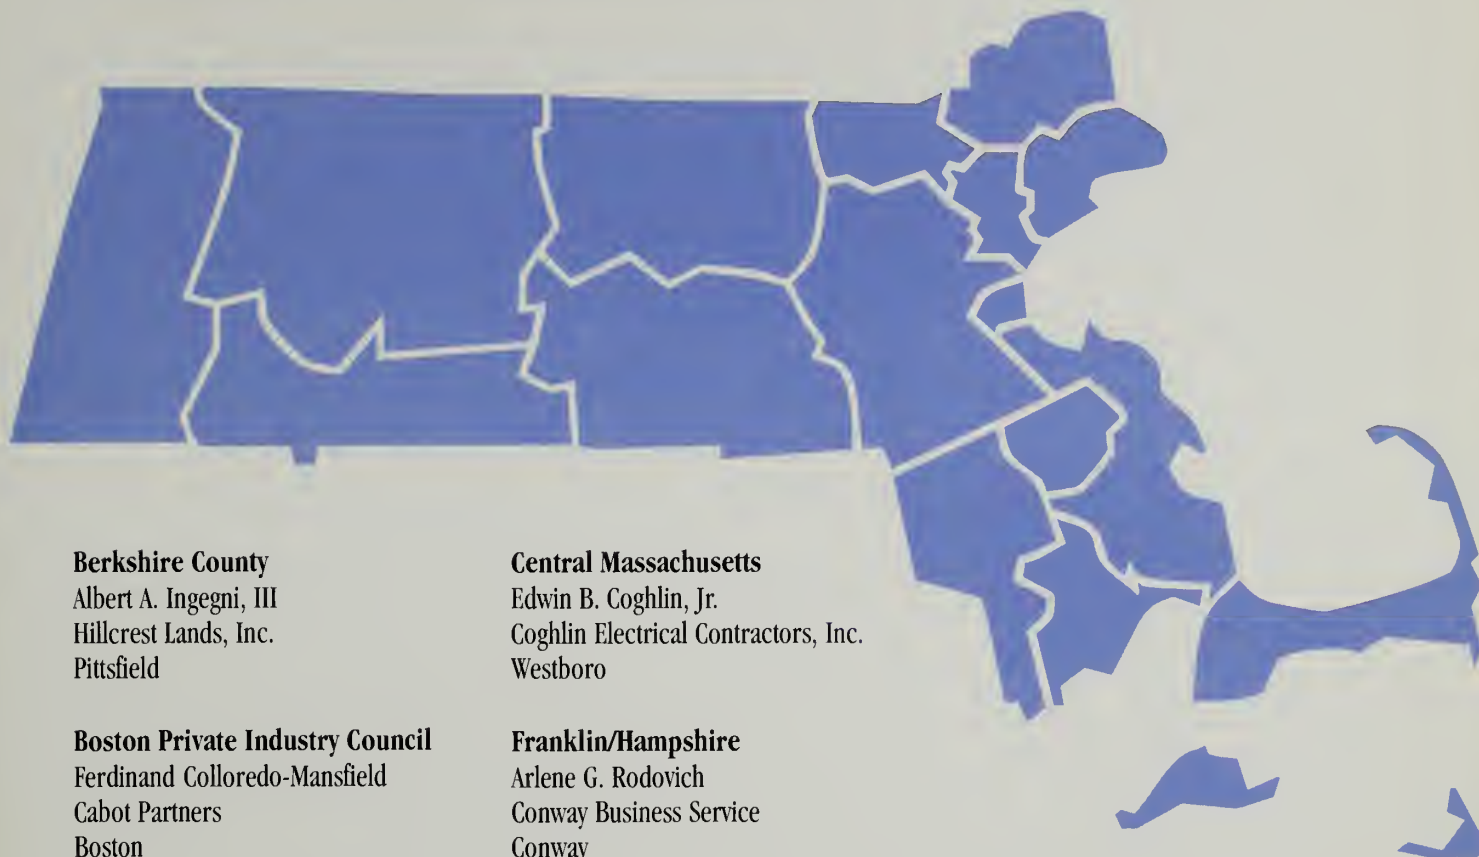 Berkshire County
Albert A. Ingegni, III
Hillcrest Lands, Inc.
Pittsfield
Boston Private Industry Council
Ferdinand Colloredo-Mansfield
Cabot Partners
Boston
Central Massachusetts
Edwin B. Coghlin, Jr.
Coghlin Electrical Contractors, Inc.
Westboro
Franklin/Hampshire
Arlene G. Rodovich
Conway Business Service
Conway